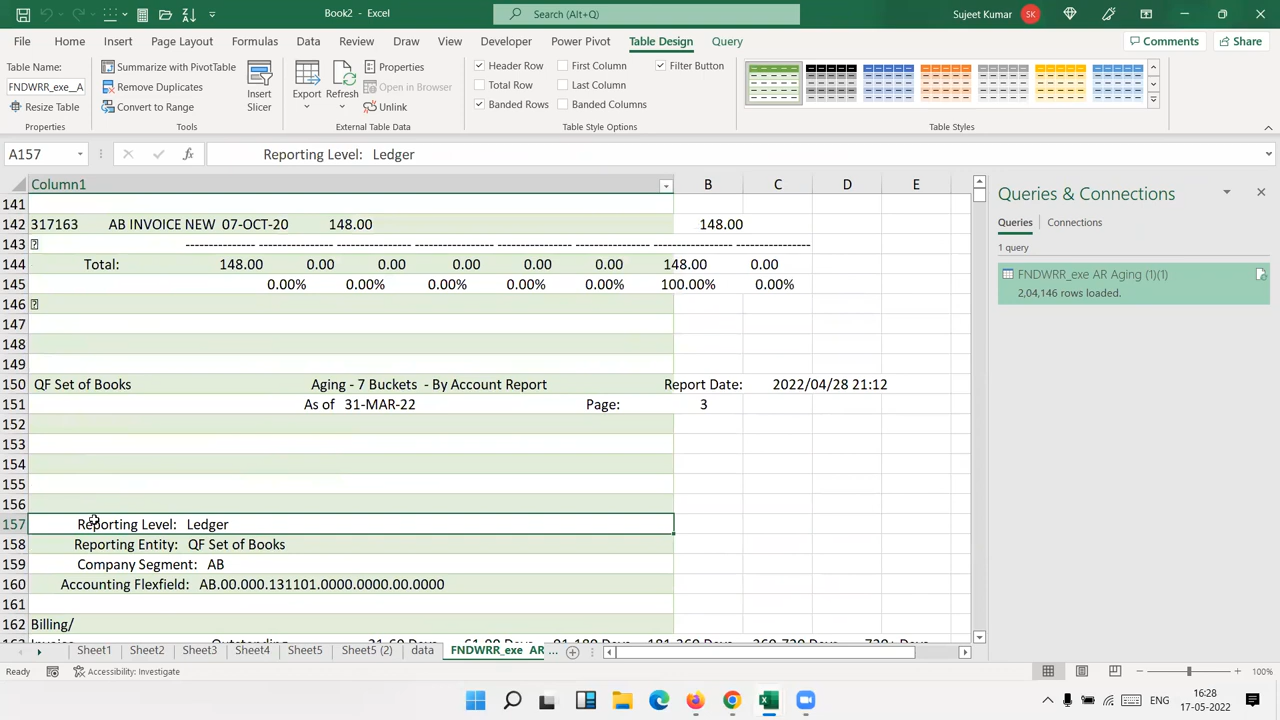 Book2 - Excel
Search (Alt+Q)
Sujeet Kumar
SK
File Home Insert Page Layout Formulas Data Review View Draw Developer Power Pivot Table Design Query
Comments Share
Table Name:
FNDWRR_exe_A
Resize Table
Properties
Summarize with PivotTable
Remove Duplicates
Convert to Range
Tools
Insert Slicer
Export
Refresh
Properties
Open in Browser
Unlink
External Table Data
Header Row First Column Filter Button
Total Row Last Column
Banded Rows Banded Columns
Table Style Options
Table Styles
A157
fx
Reporting Level: Ledger
Column1 B C D E
141
142 317163 AB INVOICE NEW 07-OCT-20 148.00 148.00
143 --------------- --------------- --------------- --------------- --------------- --------------- --------------- ---------------
144 Total: 148.00 0.00 0.00 0.00 0.00 0.00 148.00 0.00
145 0.00% 0.00% 0.00% 0.00% 0.00% 100.00% 0.00%
146
147
148
149
150 QF Set of Books Aging - 7 Buckets - By Account Report Report Date: 2022/04/28 21:12
151 As of 31-MAR-22 Page: 3
152
153
154
155
156
157 Reporting Level: Ledger
158 Reporting Entity: QF Set of Books
159 Company Segment: AB
160 Accounting Flexfield: AB.00.000.131101.0000.0000.00.0000
161
162 Billing/
163 Invoice Outstanding 31-60 Days 61-90 Days 91-180 Days 181-360 Days 360-720 Days 720+ Days
Queries & Connections
Queries Connections
1 query
FNDWRR_exe AR Aging (1)(1)
2,04,146 rows loaded.
Sheet1 Sheet2 Sheet3 Sheet4 Sheet5 Sheet5 (2) data FNDWRR_exe AR ...
Ready Accessibility: Investigate
100%
ENG
16:28
17-05-2022